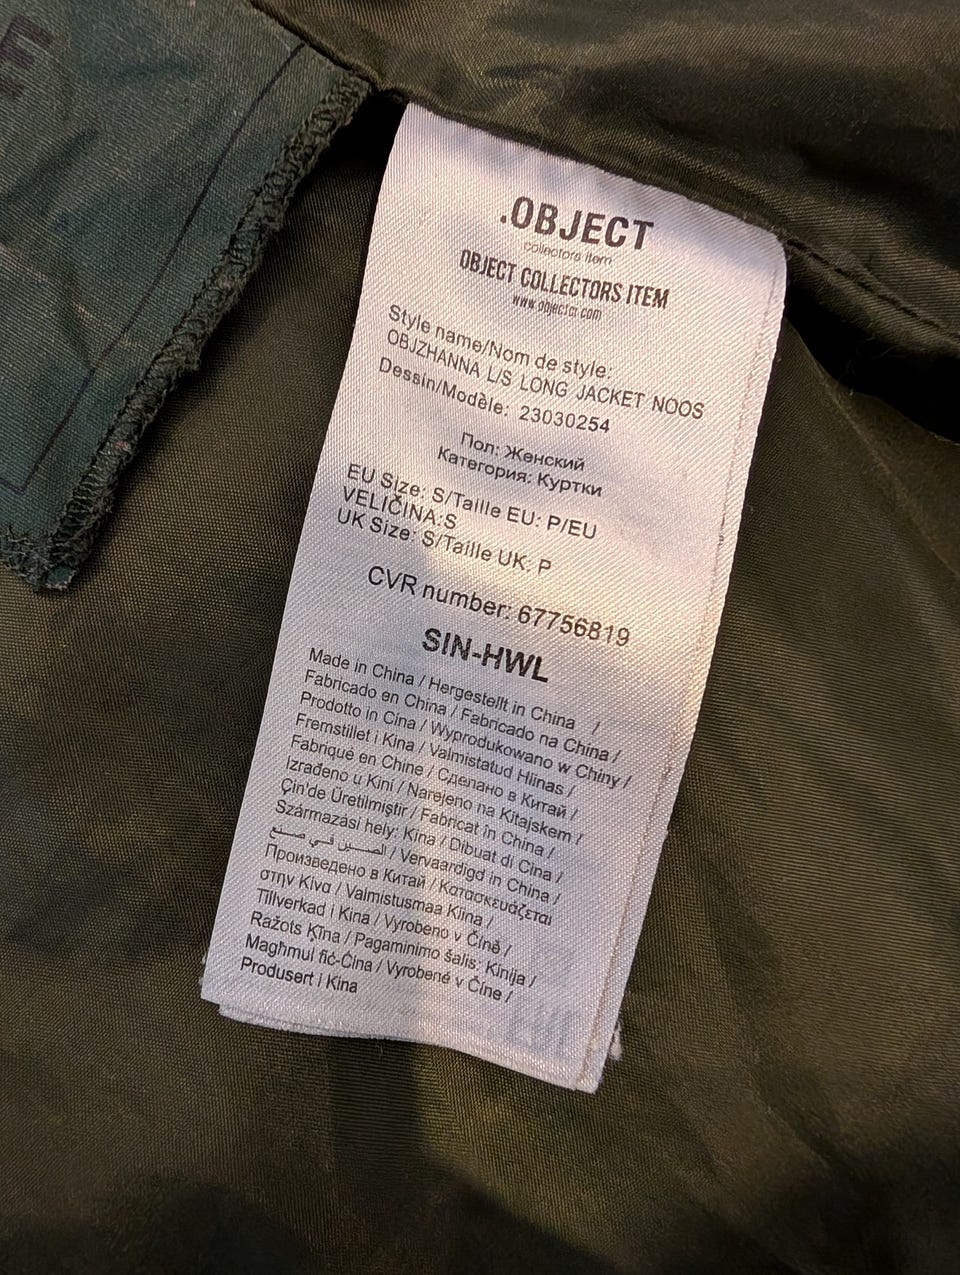 E
.OBJECT
collectors item
OBJECT COLLECTORS ITEM
www.objectci.com
Style name/Nom de style:
OBJZHANNA L/S LONG JACKET NOOS
Dessin/Modèle: 23030254
Пол: Женский
Категория: Куртки
EU Size: S/Taille EU: P/EU
VELIČINA:S
UK Size: S/Taille UK: P
CVR number: 67756819
SIN-HWL
Made in China / Hergestellt in China /
Fabricado en China / Fabricado na China /
Prodotto in Cina / Wyprodukowano w Chiny /
Fremstillet i Kina / Valmistatud Hiinas /
Fabriqué en Chine / Сделано в Китай /
Izrađeno u Kini / Narejeno na Kitajskem /
Çin'de Üretilmiştir / Fabricat în China /
Származási hely: Kína / Dibuat di Cina /
الصين في صنع / Vervaardigd in China /
Произведено в Китай / Κατασκευάζεται
στην Κίνα / Valmistusmaa Kiina /
Tillverkad i Kina / Vyrobeno v Číně /
Ražots Ķīna / Pagaminimo šalis: Kinija /
Magħmul fiċ-Ċina / Vyrobené v Číne /
Produsert i Kina